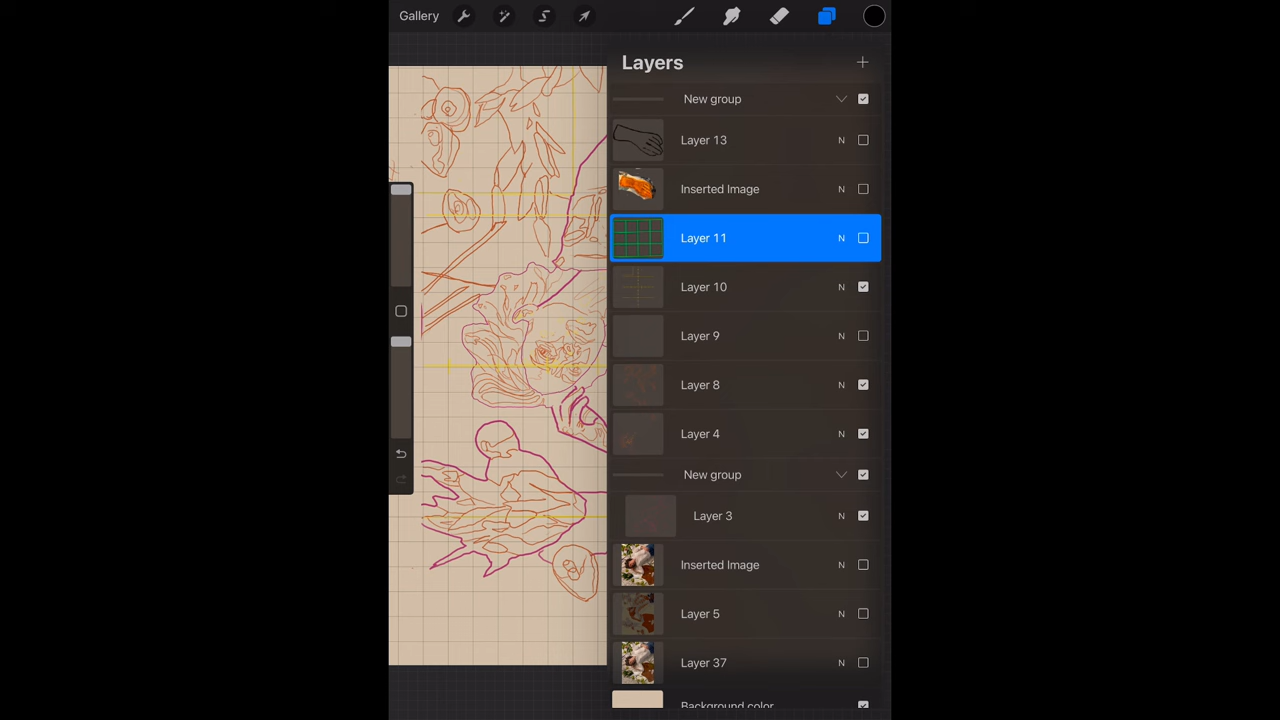 Gallery
Layers
New group
Layer 13 N
Inserted Image N
Layer 11 N
Layer 10 N
Layer 9 N
Layer 8 N
Layer 4 N
New group
Layer 3 N
Inserted Image N
Layer 5 N
Layer 37 N
Background color